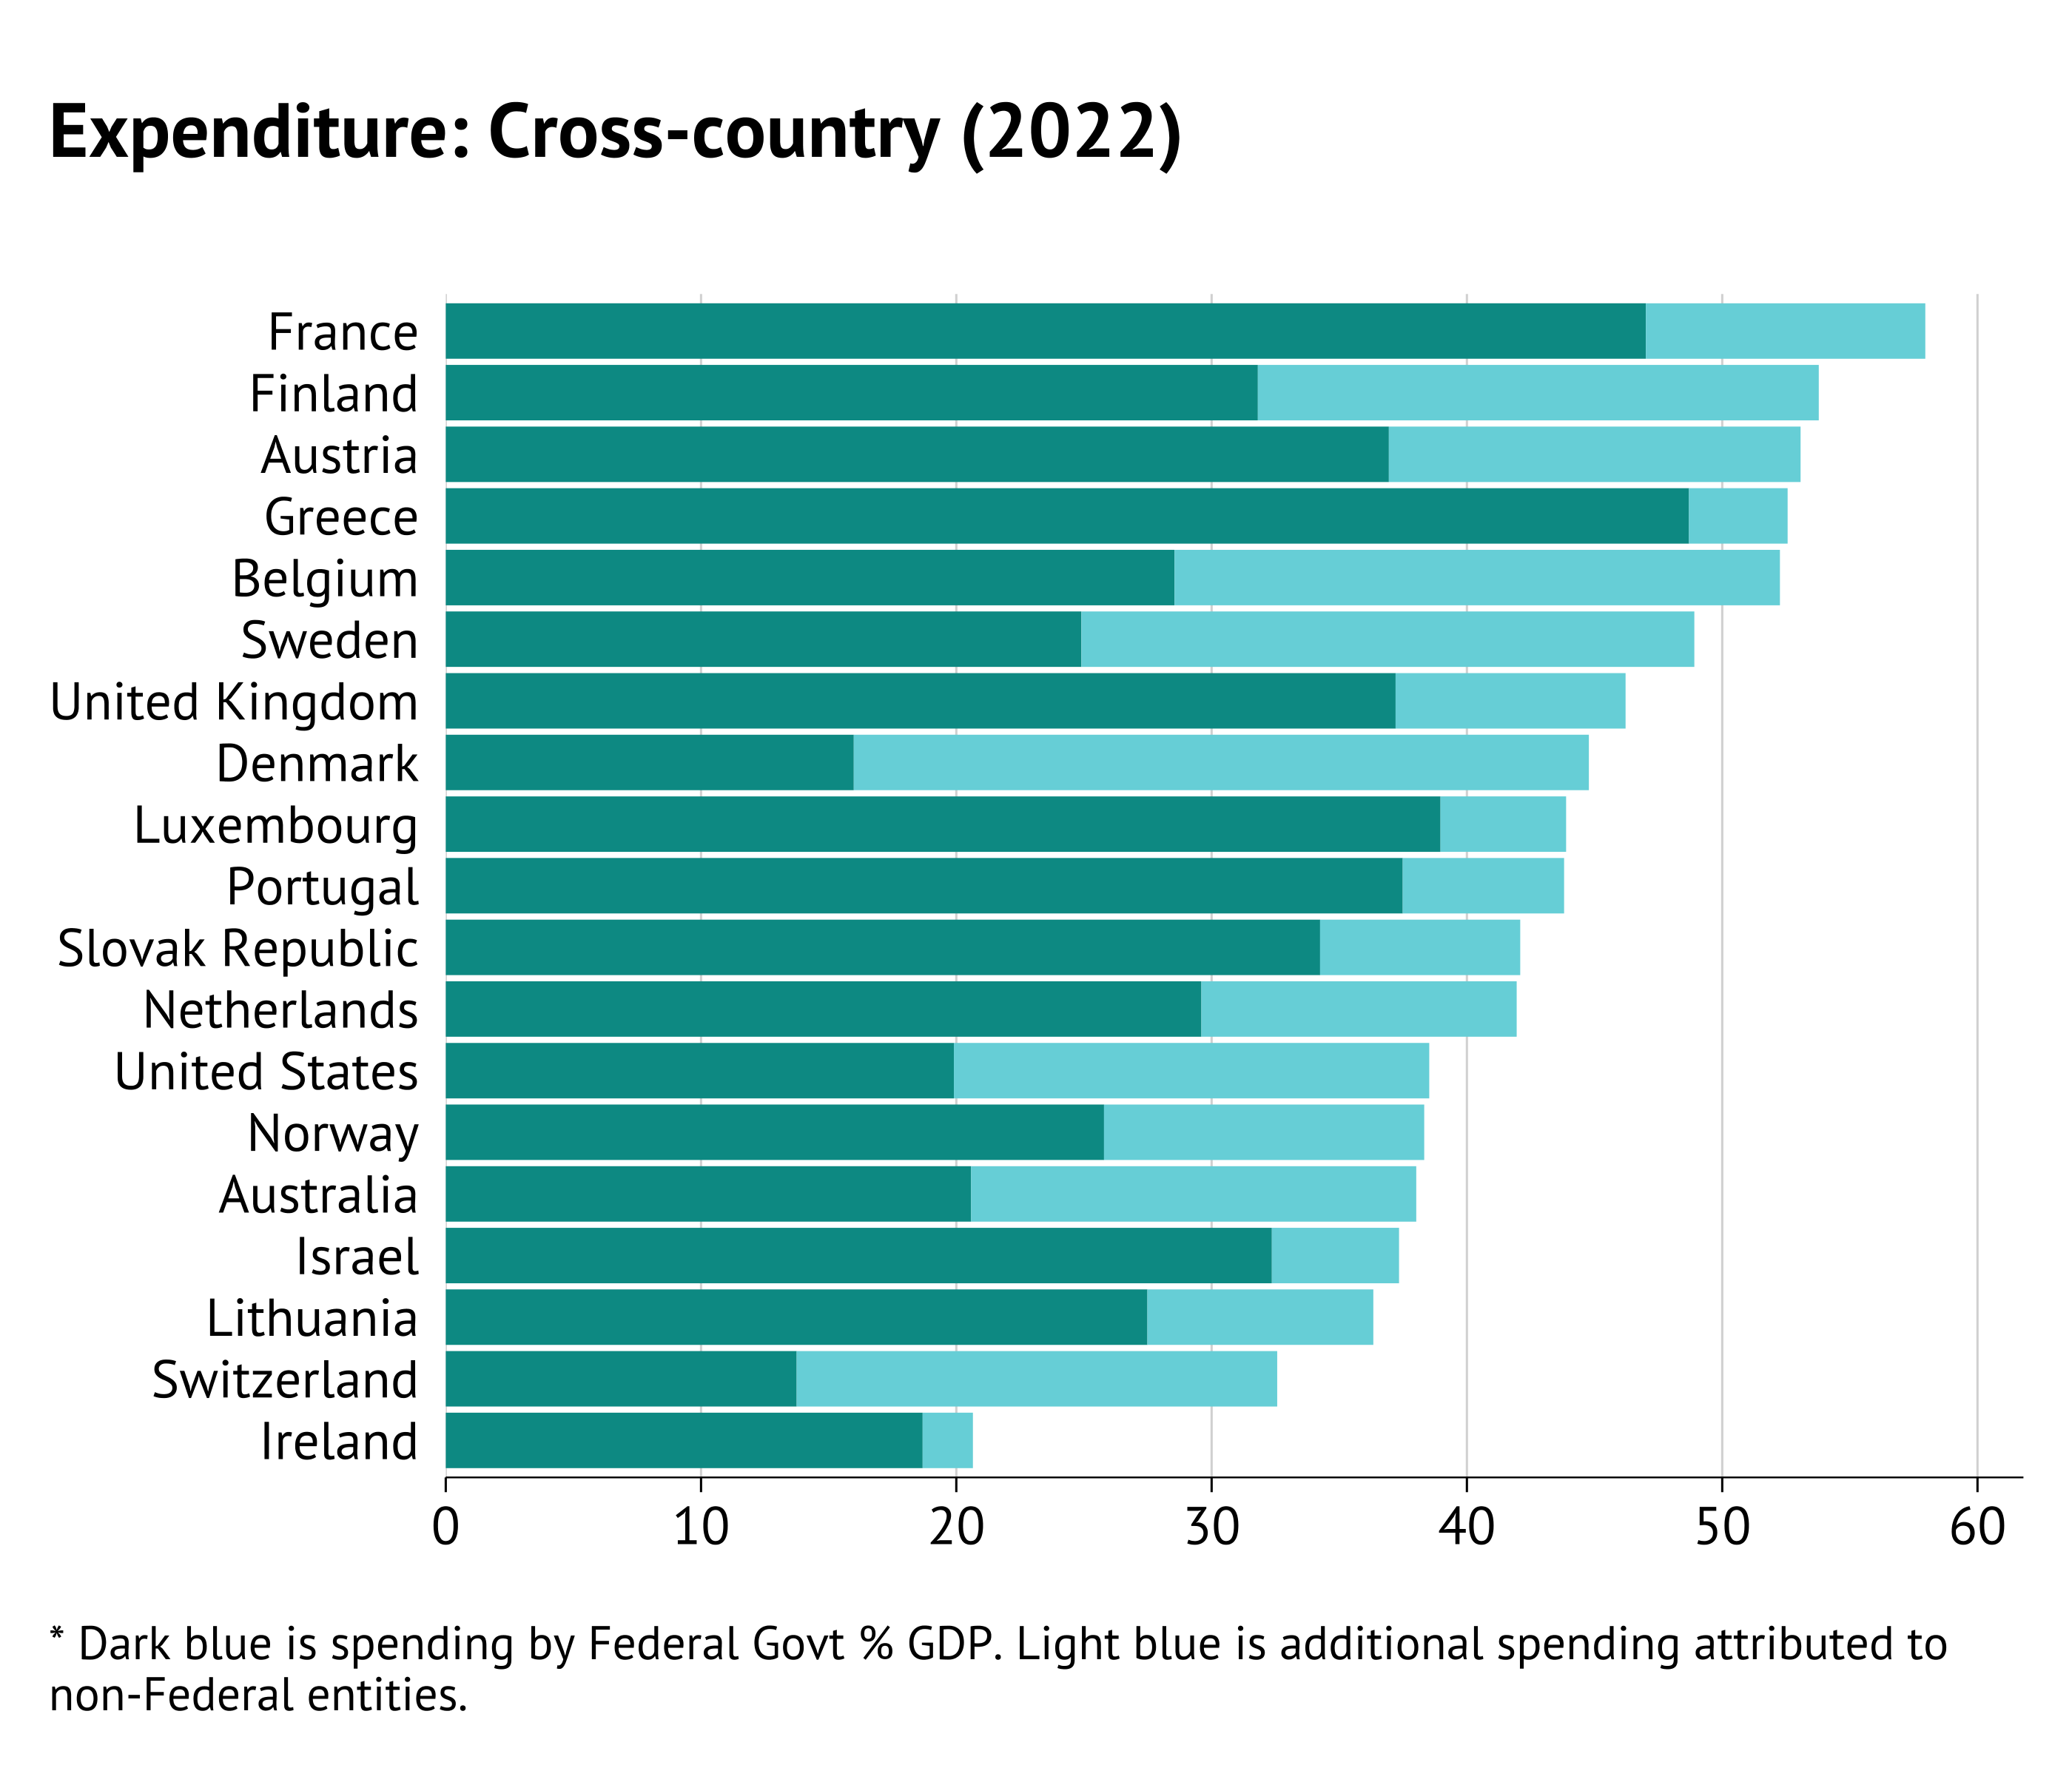 Expenditure: Cross-country (2022)
France
Finland
Austria
Greece
Belgium
Sweden
United Kingdom
Denmark
Luxembourg
Portugal
Slovak Republic
Netherlands
United States
Norway
Australia
Israel
Lithuania
Switzerland
Ireland
0 10 20 30 40 50 60
* Dark blue is spending by Federal Govt % GDP. Light blue is additional spending attributed to
non-Federal entities.